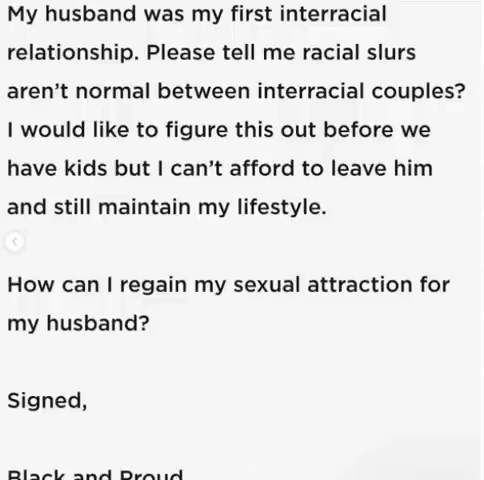 My husband was my first interracial
relationship. Please tell me racial slurs
aren’t normal between interracial couples?
I would like to figure this out before we
have kids but I can’t afford to leave him
and still maintain my lifestyle.
How can I regain my sexual attraction for
my husband?
Signed,
Black and Proud